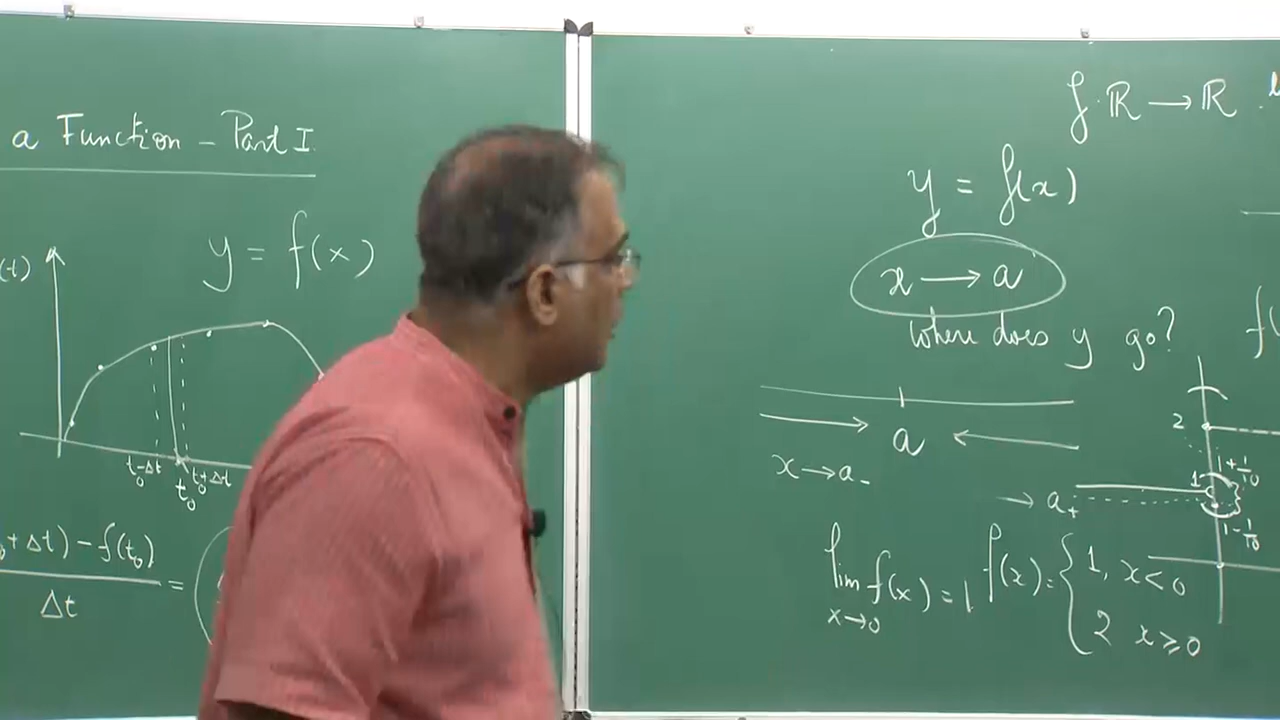 a Function - Part I
y = f(x)
(t)
t₀-Δt
t₀+Δt
t₀
+ Δt) - f(t₀)
Δt
=
f: ℝ → ℝ
y = f(x)
x → a
Where does y go?
a
x → a₋
→ a₊
2
1
1+1/10
1-1/10
lim f(x) = 1
x→0
f(x) = { 1, x < 0
2 x ⩾ 0
f(